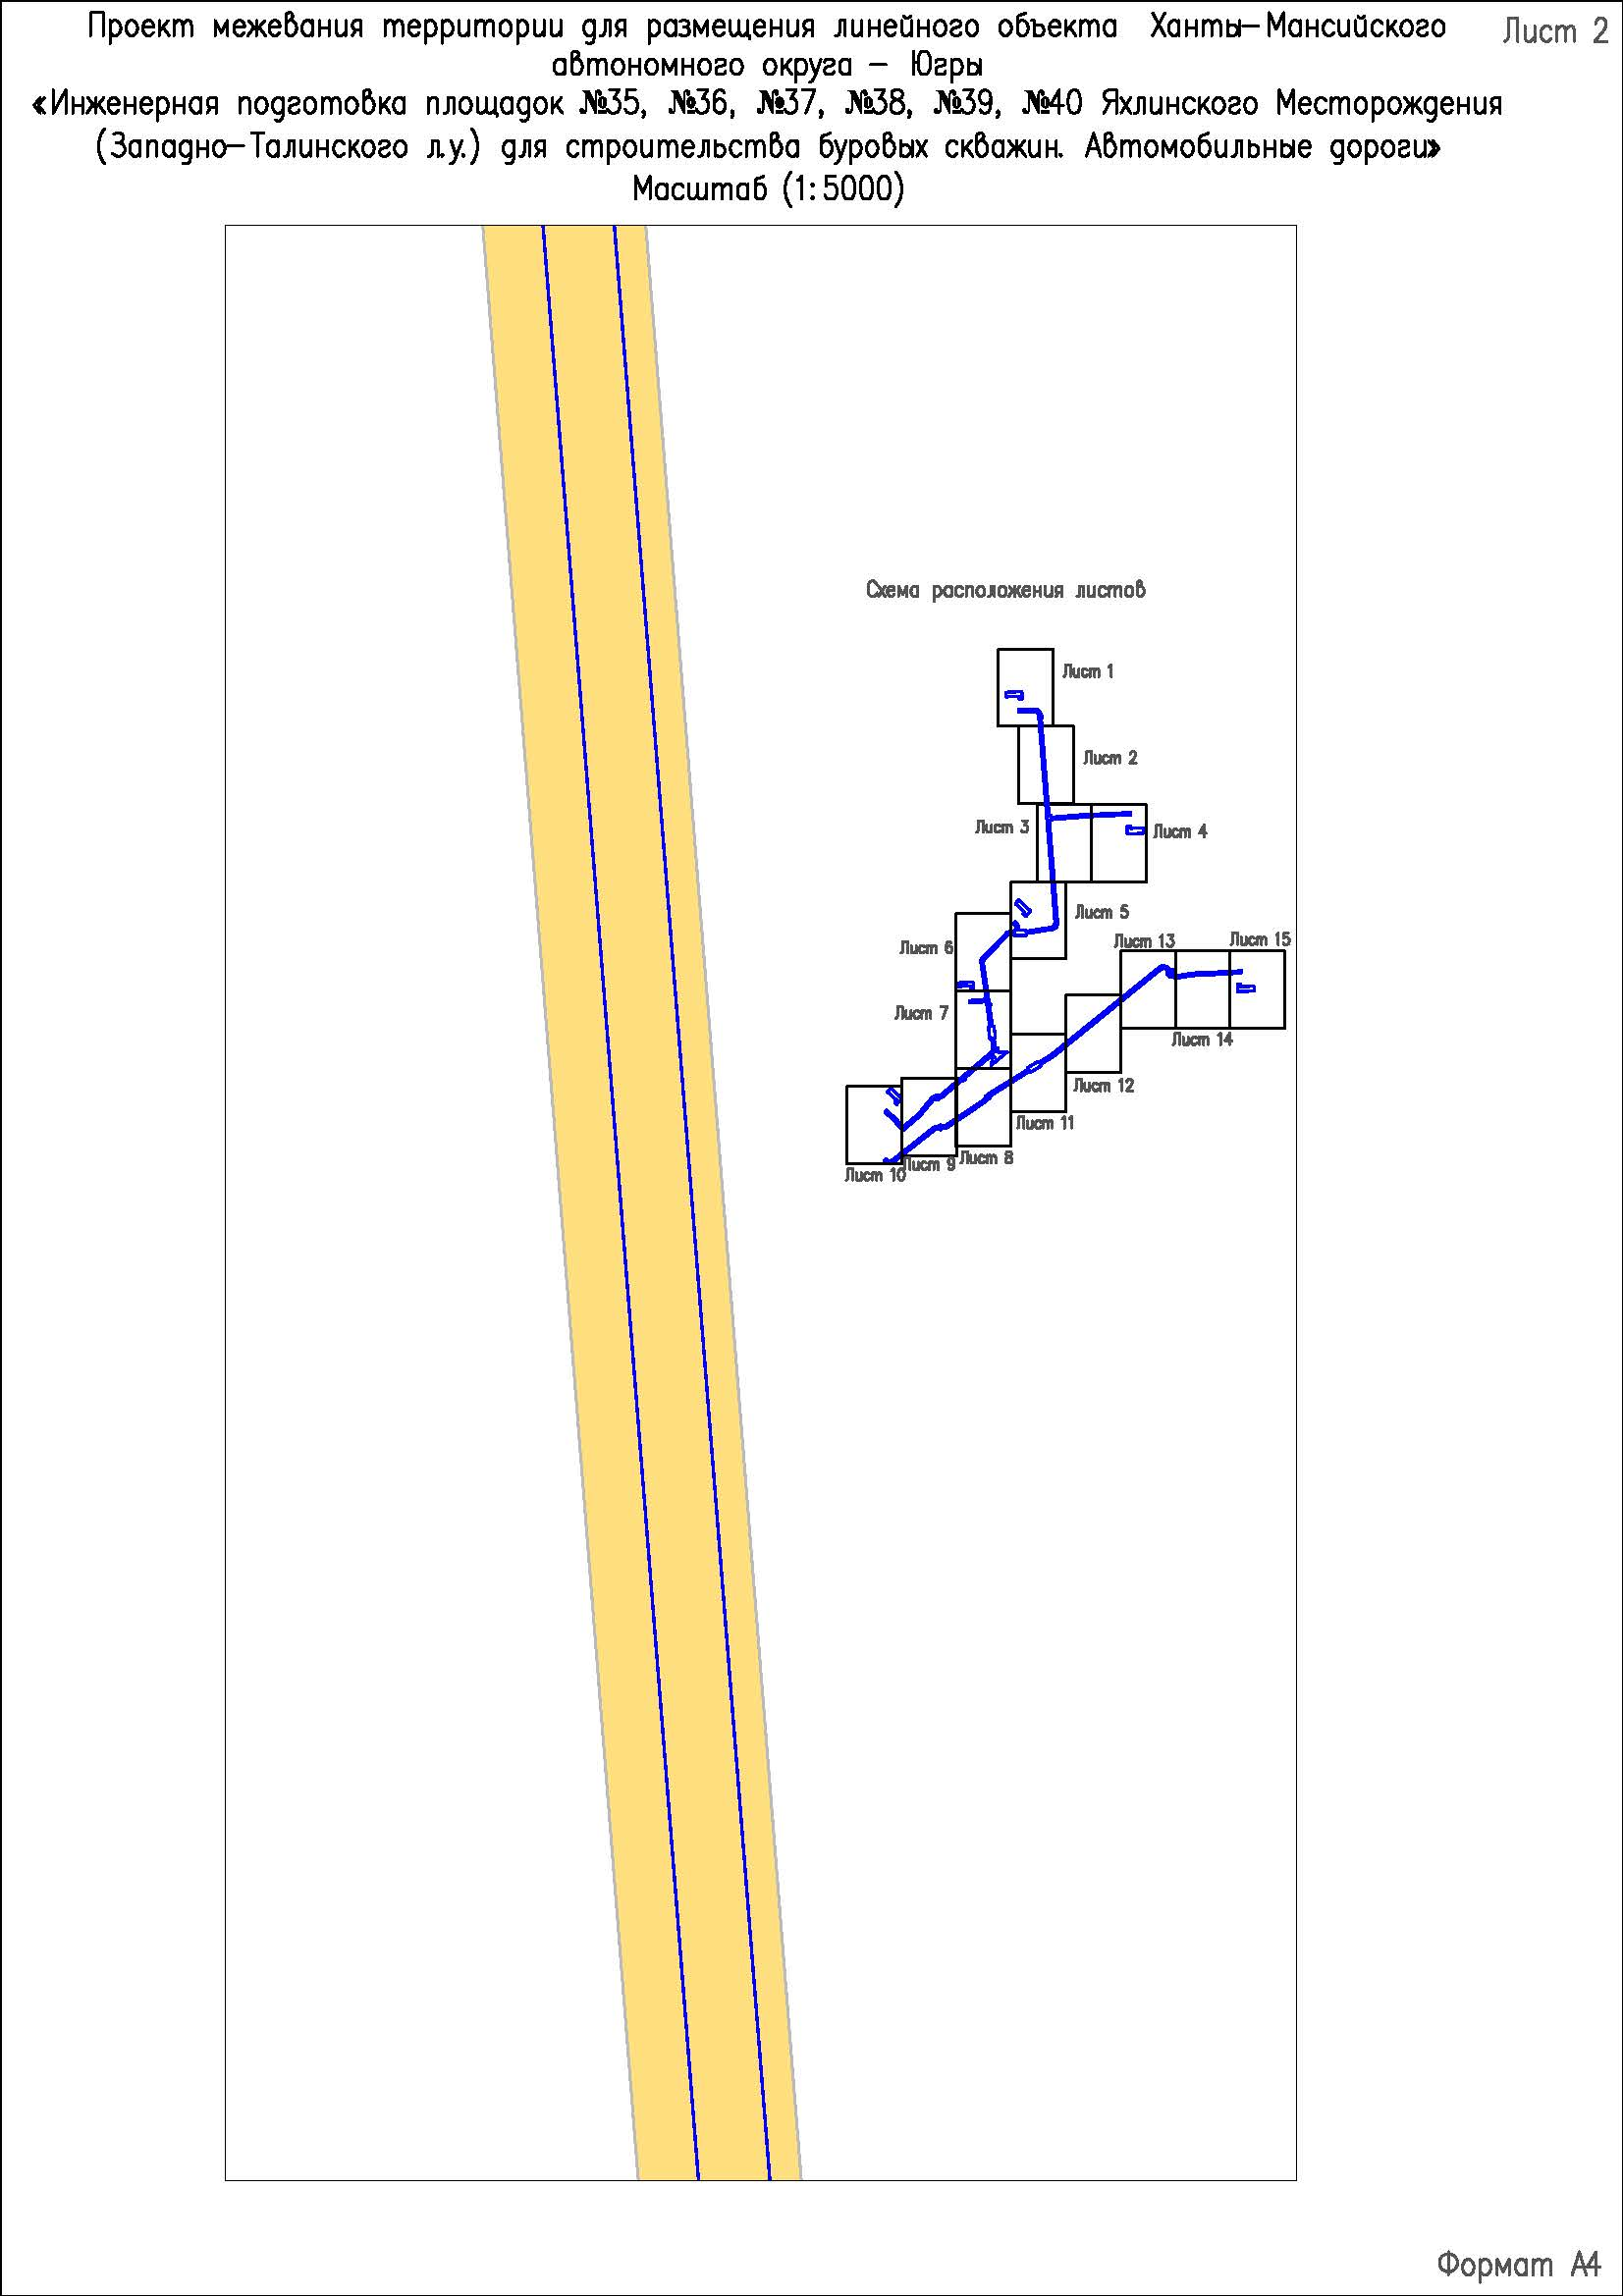 Проект межевания территории для размещения линейного объекта Ханты-Мансийского
Лист 2
автономного округа - Югры
«Инженерная подготовка площадок №35, №36, №37, №38, №39, №40 Яхлинского Месторождения
(Западно-Талинского л.у.) для строительства буровых скважин. Автомобильные дороги»
Масштаб (1:5000)
Схема расположения листов
Лист 1
Лист 2
Лист 3
Лист 4
Лист 5
Лист 6
Лист 13
Лист 15
Лист 7
Лист 14
Лист 12
Лист 11
Лист 8
Лист 9
Лист 10
Формат А4